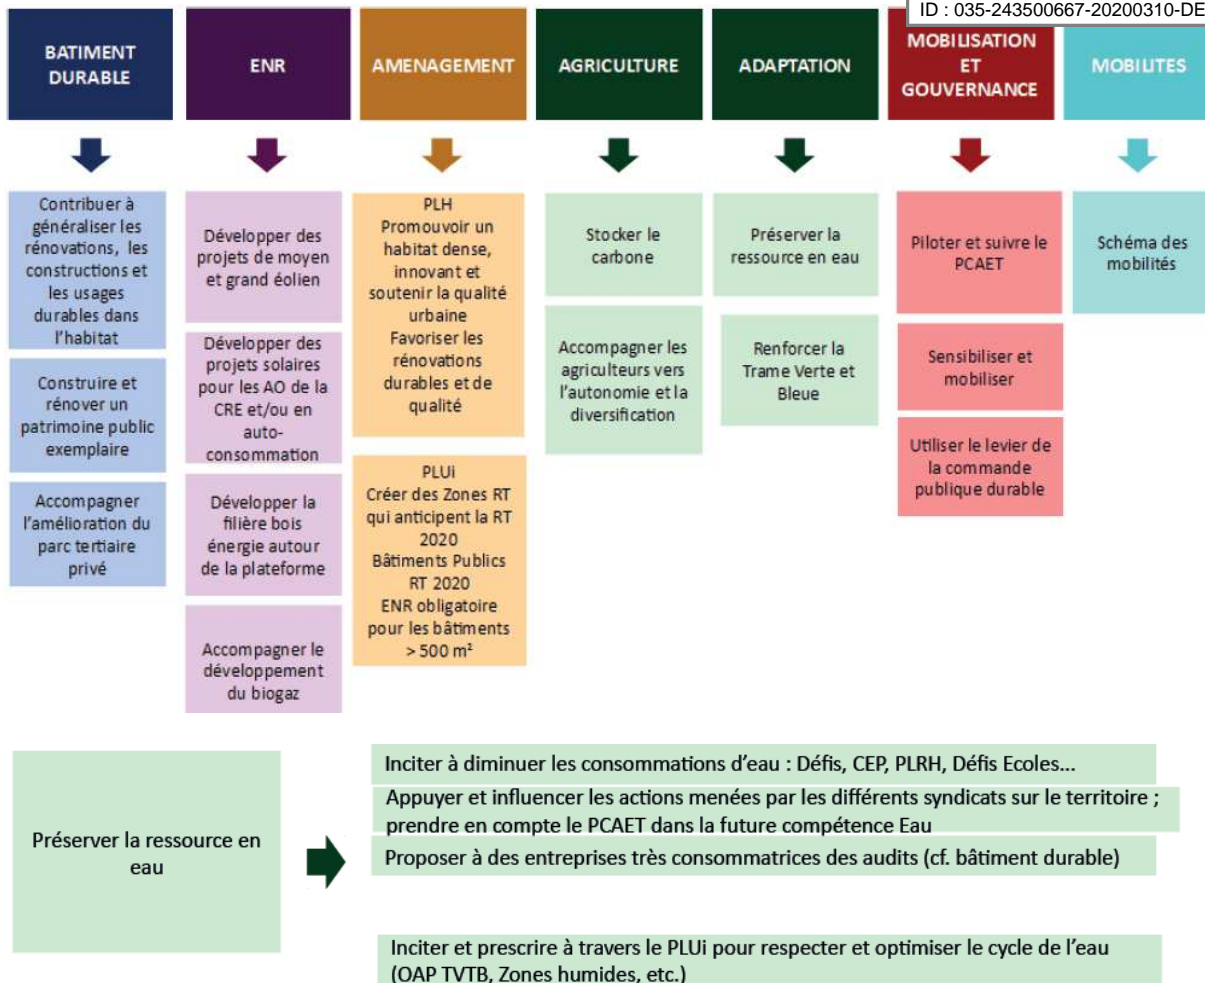 ID : 035-243500667-20200310-DE
BATIMENT
DURABLE
ENR
AMENAGEMENT
AGRICULTURE
ADAPTATION
MOBILISATION
ET
GOUVERNANCE
MOBILITES
Contribuer à
généraliser les
rénovations, les
constructions et
les usages
durables dans
l'habitat
Construire et
rénover un
patrimoine public
exemplaire
Accompagner
l'amélioration du
parc tertiaire
privé
Développer des
projets de moyen
et grand éolien
Développer des
projets solaires
pour les AO de la
CRE et/ou en
auto-
consommation
Développer la
filière bois
énergie autour
de la plateforme
Accompagner le
développement
du biogaz
PLH
Promouvoir un
habitat dense,
innovant et
soutenir la qualité
urbaine
Favoriser les
rénovations
durables et de
qualité
PLUi
Créer des Zones RT
qui anticipent la RT
2020
Bâtiments Publics
RT 2020
ENR obligatoire
pour les bâtiments
> 500 m²
Stocker le
carbone
Accompagner les
agriculteurs vers
l'autonomie et la
diversification
Préserver la
ressource en eau
Renforcer la
Trame Verte et
Bleue
Piloter et suivre le
PCAET
Sensibiliser et
mobiliser
Utiliser le levier de
la commande
publique durable
Schéma des
mobilités
Préserver la ressource en
eau
Inciter à diminuer les consommations d'eau : Défis, CEP, PLRH, Défis Ecoles...
Appuyer et influencer les actions menées par les différents syndicats sur le territoire ;
prendre en compte le PCAET dans la future compétence Eau
Proposer à des entreprises très consommatrices des audits (cf. bâtiment durable)
Inciter et prescrire à travers le PLUi pour respecter et optimiser le cycle de l'eau
(OAP TVTB, Zones humides, etc.)